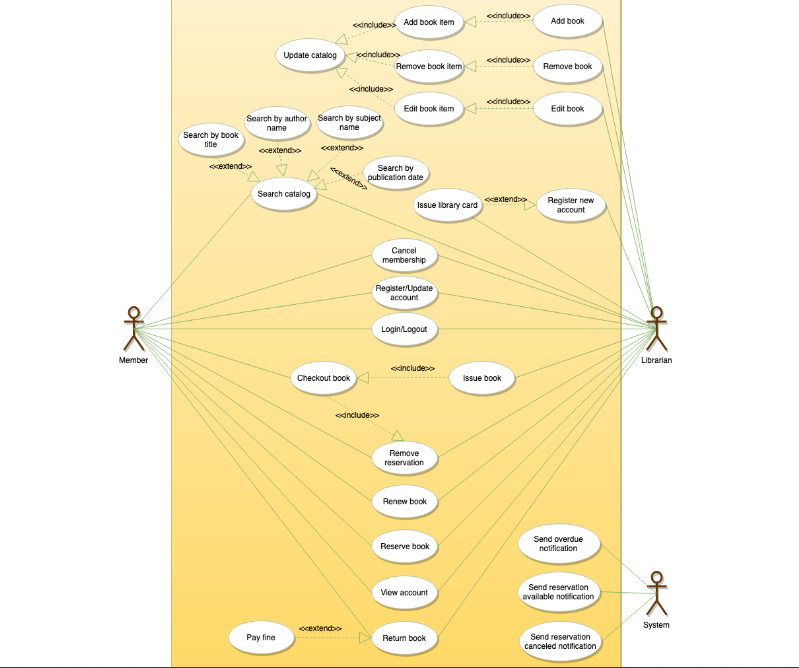 <<include>>
Add book item
<<include>>
Add book
Update catalog
<<include>>
Remove book item
<<include>>
Remove book
<<include>>
Edit book item
<<include>>
Edit book
Search by book
title
Search by author
name
Search by subject
name
<<extend>>
<<extend>>
<<extend>>
<<extend>>
Search by
publication date
Search catalog
Issue library card
<<extend>>
Register new
account
Cancel
membership
Register/Update
account
Login/Logout
Member
Librarian
Checkout book
<<include>>
Issue book
<<include>>
Remove
reservation
Renew book
Reserve book
Send overdue
notification
View account
Send reservation
available notification
System
Pay fine
<<extend>>
Return book
Send reservation
canceled notification